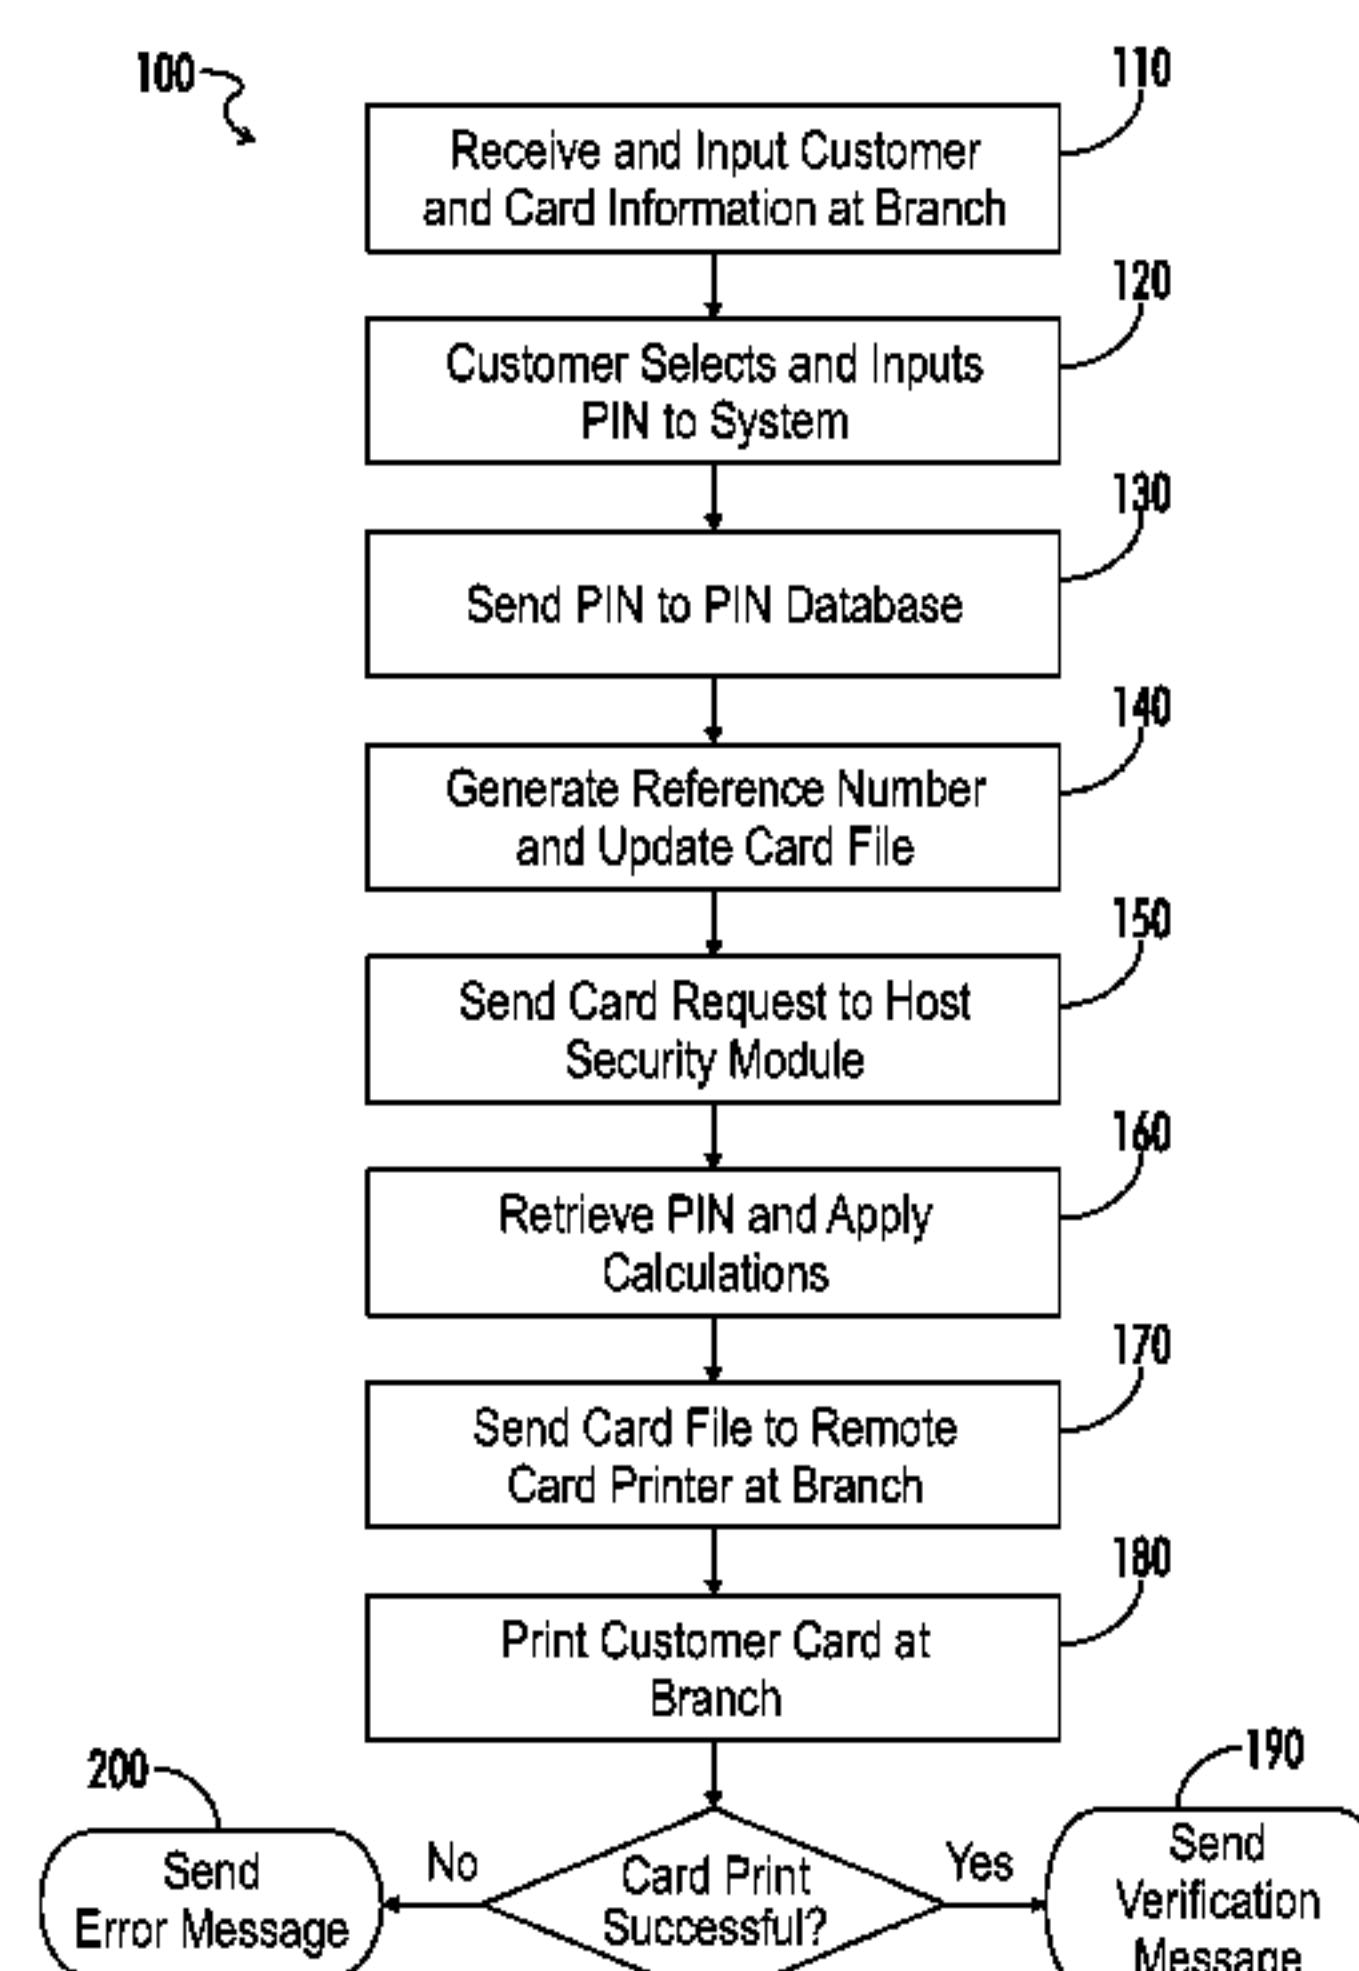 100
110
Receive and Input Customer
and Card Information at Branch
120
Customer Selects and Inputs
PIN to System
130
Send PIN to PIN Database
140
Generate Reference Number
and Update Card File
150
Send Card Request to Host
Security Module
160
Retrieve PIN and Apply
Calculations
170
Send Card File to Remote
Card Printer at Branch
180
Print Customer Card at
Branch
200
Send
Error Message
No
Card Print
Successful?
Yes
190
Send
Verification
Message